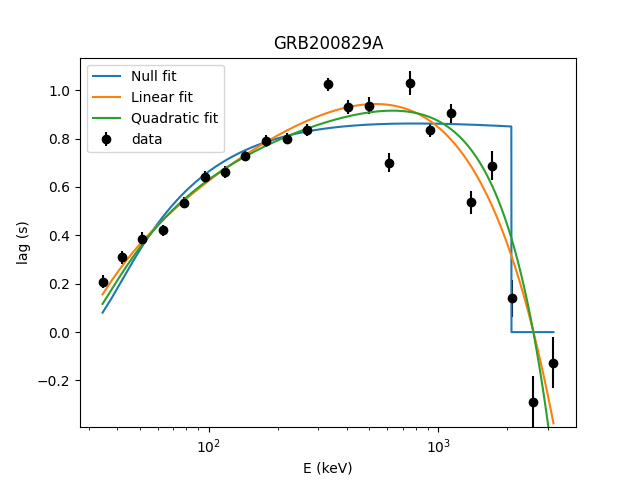 GRB200829A
Null fit
Linear fit
Quadratic fit
data
lag (s)
1.0
0.8
0.6
0.4
0.2
0.0
−0.2
10²
10³
E (keV)